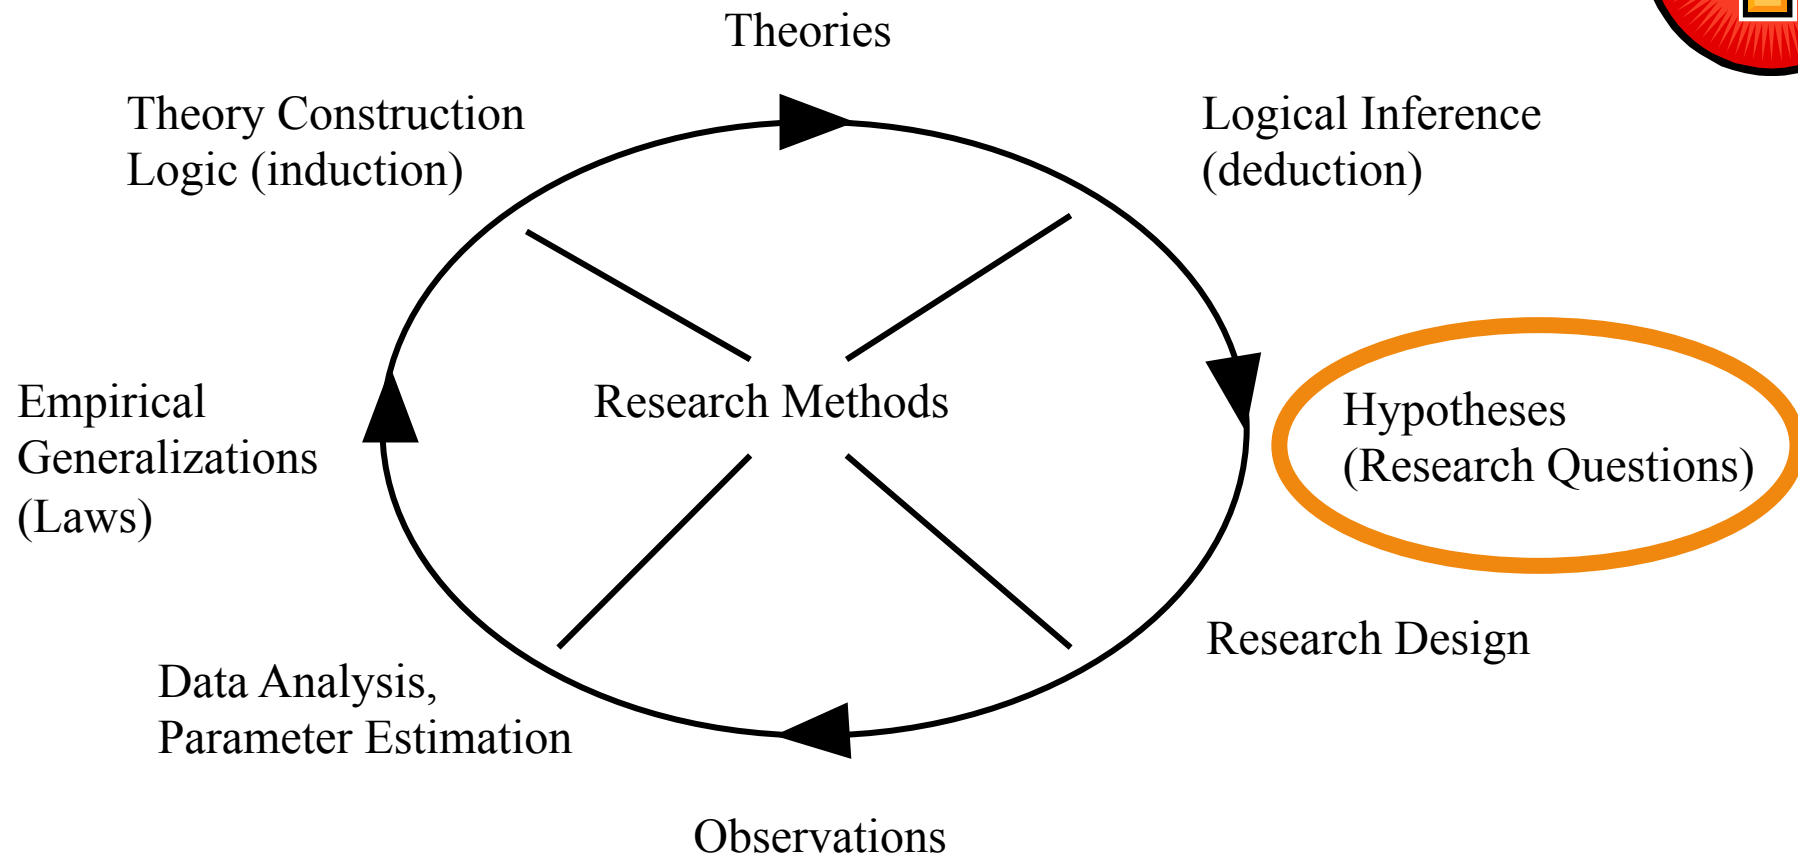 Theories
Theory Construction
Logic (induction)
Logical Inference
(deduction)
Empirical
Generalizations
(Laws)
Research Methods
Hypotheses
(Research Questions)
Research Design
Data Analysis,
Parameter Estimation
Observations